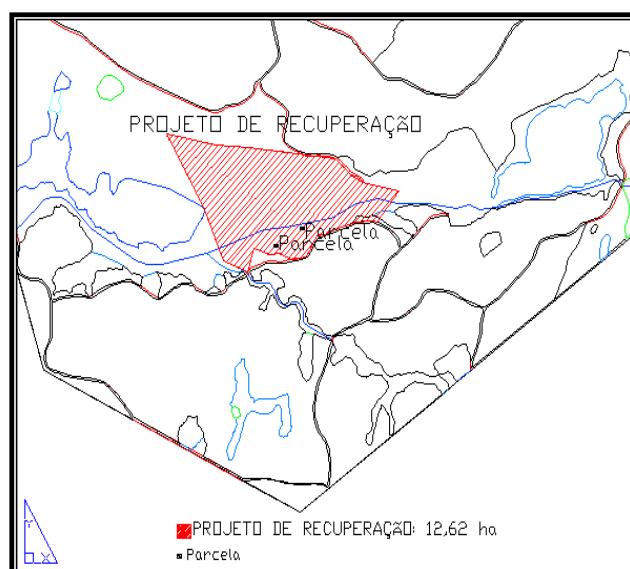 PROJETO DE RECUPERAÇÃO
Parcela
Parcela
PROJETO DE RECUPERAÇÃO: 12,62 ha
Parcela
Y
X